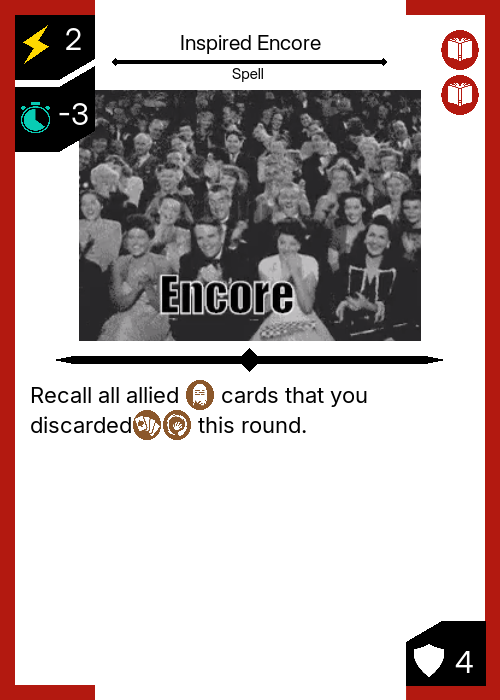 2
Inspired Encore
Spell
-3
Encore
Recall all allied cards that you
discarded this round.
4